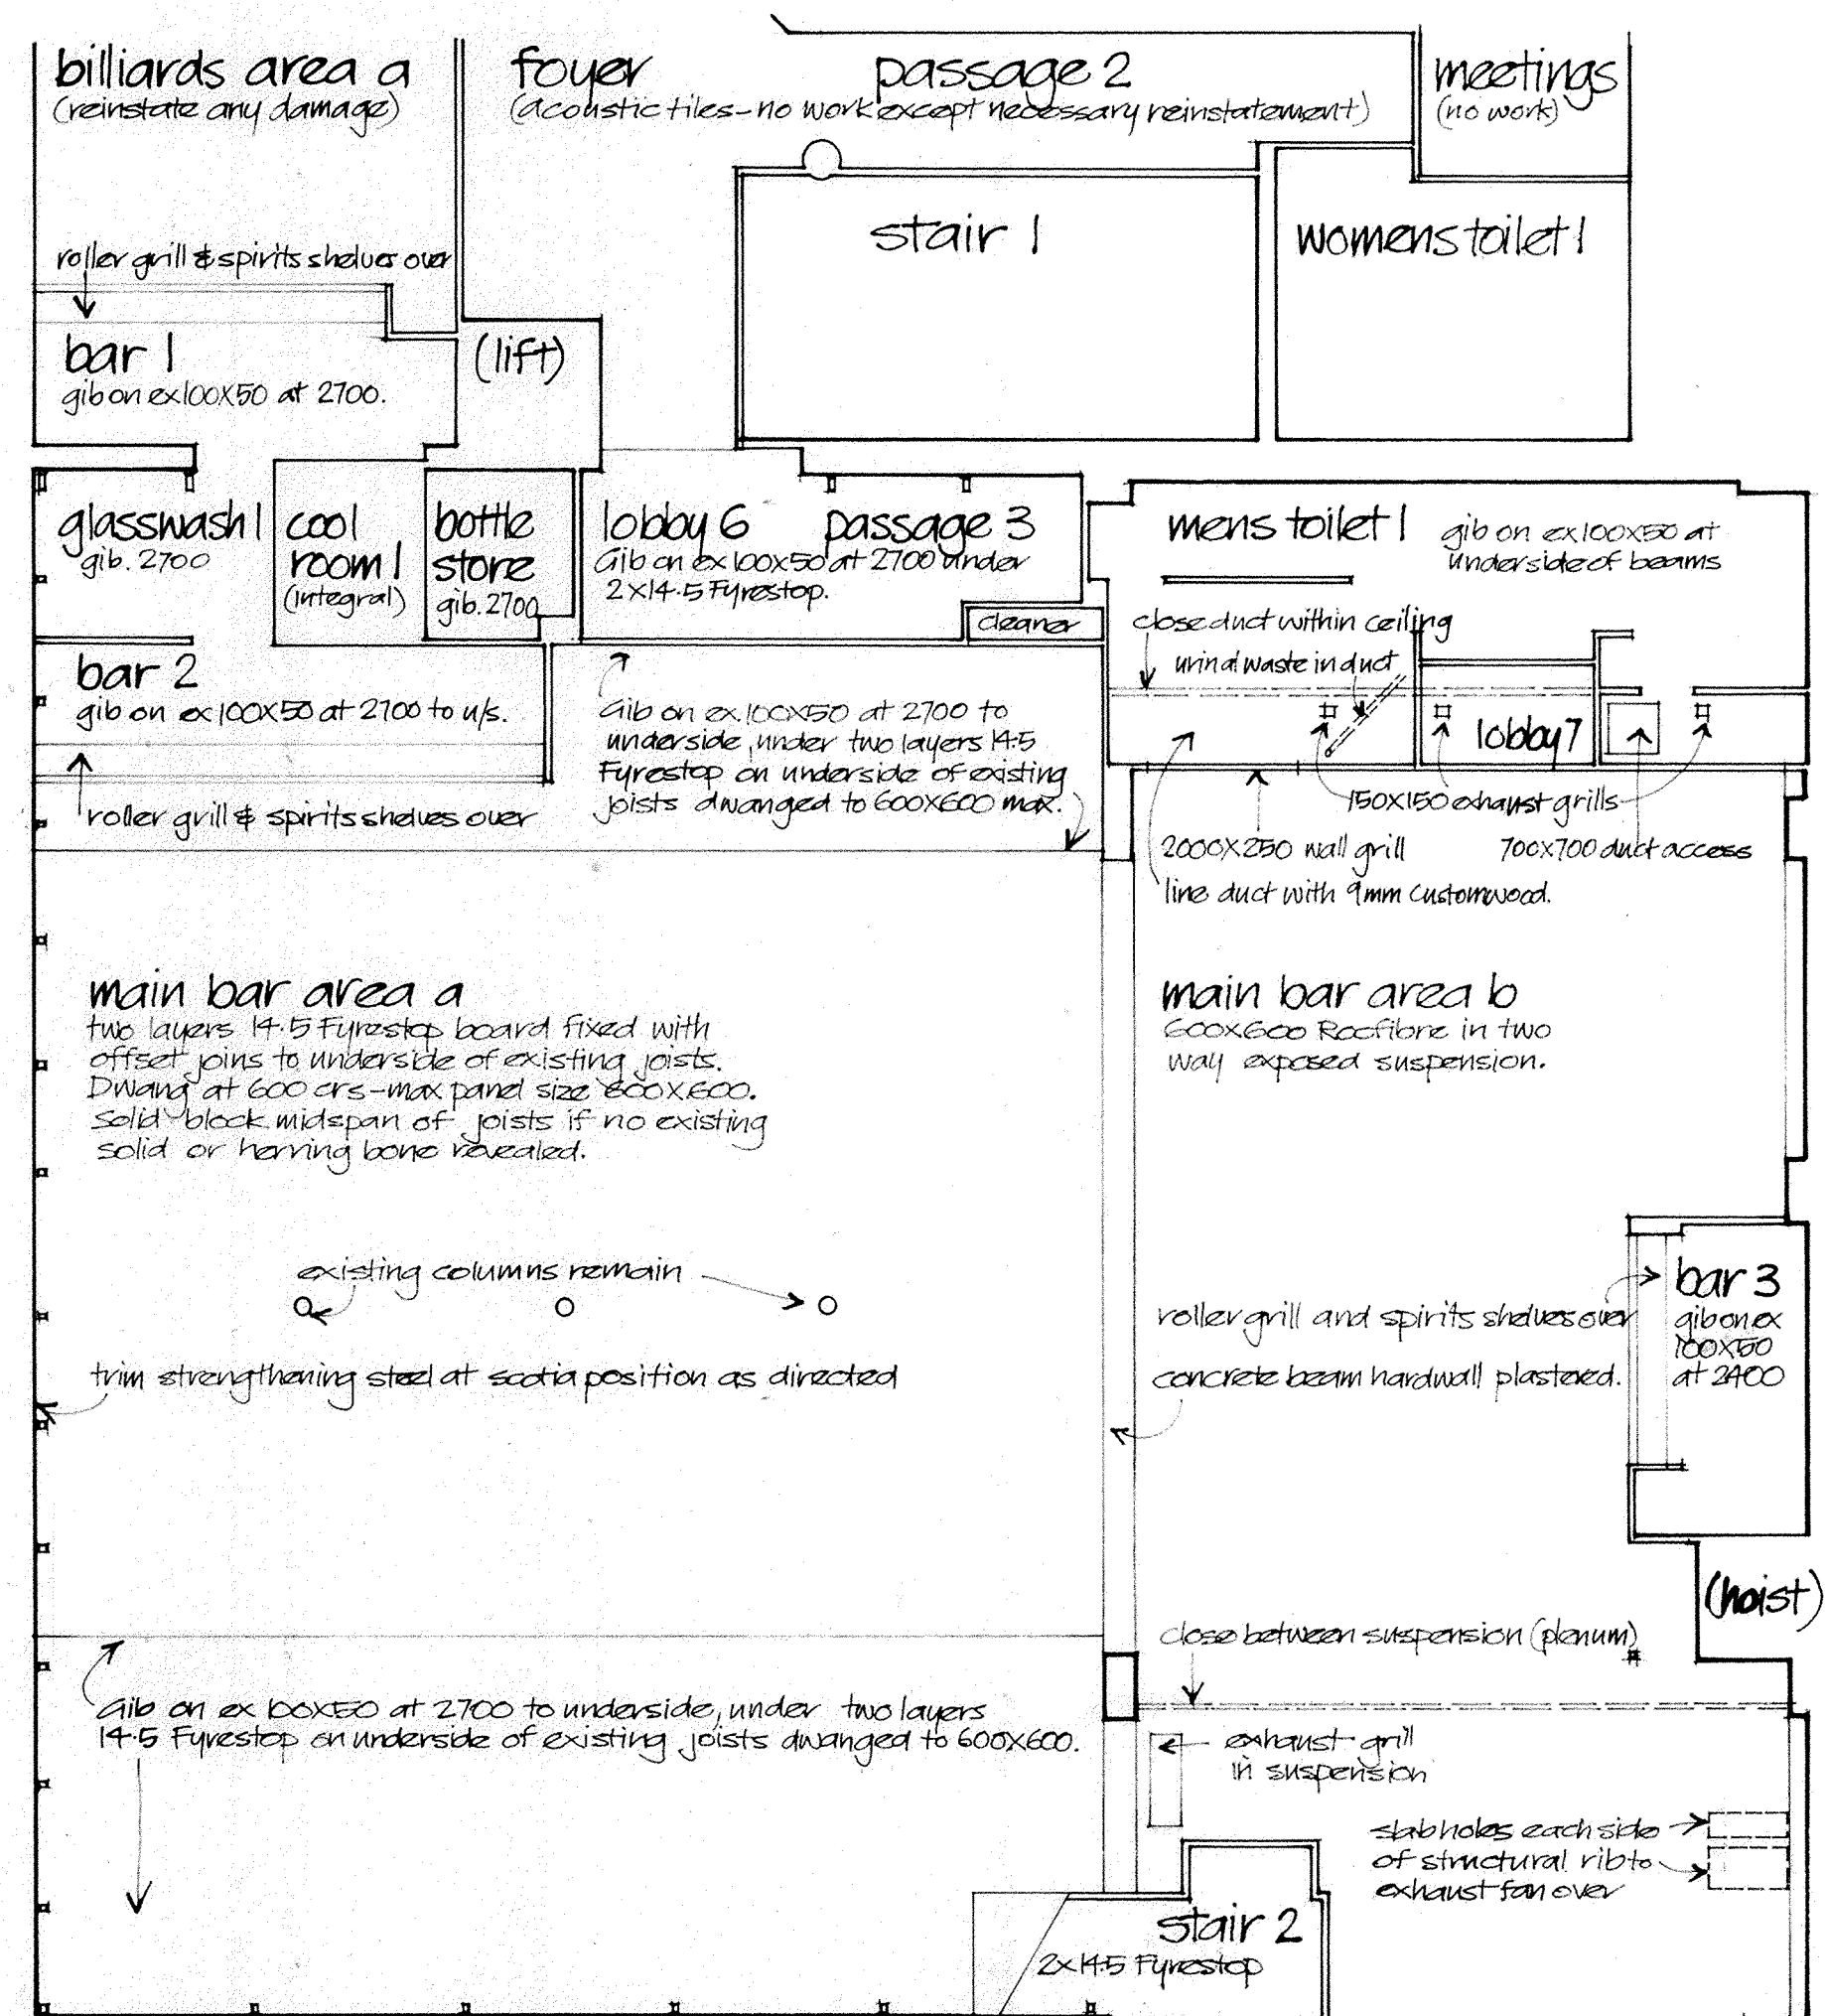 billiards area a
(reinstate any damage)
foyer
passage 2
(acoustic tiles-no work except necessary reinstatement)
meetings
(no work)
stair 1
womens toilet 1
roller grill & spirits shelves over
bar 1
gib on ex 100x50 at 2700.
(lift)
glasswash 1
gib. 2700
cool
room 1
(integral)
bottle
store
gib. 2700
lobby 6
passage 3
Gib on ex 100x50 at 2700 under
2x14.5 Fyrestop.
cleaner
mens toilet 1
gib on ex 100x50 at
underside of beams
close duct within ceiling
urinal waste in duct
lobby 7
bar 2
gib on ex 100x50 at 2700 to u/s.
roller grill & spirits shelves over
Gib on ex.100x50 at 2700 to
underside, under two layers 14.5
Fyrestop on underside of existing
joists dwanged to 600x600 max.
150x150 exhaust grills
2000x250 wall grill
700x700 duct access
line duct with 9mm customwood.
main bar area a
two layers 14.5 Fyrestop board fixed with
offset joins to underside of existing joists.
Dwang at 600 crs-max panel size 600x600.
Solid block midspan of joists if no existing
solid or herring bone revealed.
main bar area b
600x600 Rocfibre in two
way exposed suspension.
existing columns remain
trim strengthening steel at scotia position as directed
roller grill and spirits shelves over
concrete beam hardwall plastered.
bar 3
gib on ex
100x50
at 2400
(hoist)
close between suspension (plenum)
Gib on ex 100x50 at 2700 to underside, under two layers
14.5 Fyrestop on underside of existing joists dwanged to 600x600.
exhaust grill
in suspension
slab holes each side
of structural rib to
exhaust fan over
stair 2
2x14.5 Fyrestop